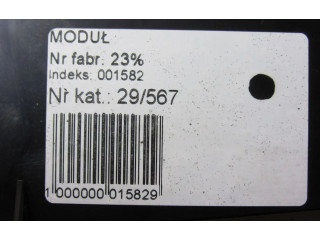 MODUŁ
Nr fabr: 23%
Indeks: 001582
Nr kat.: 29/567
1 000000 015829